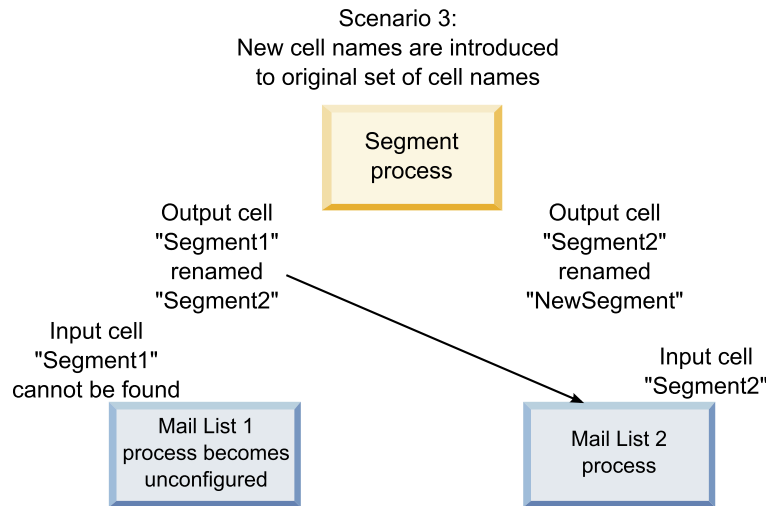 Scenario 3:
New cell names are introduced
to original set of cell names
Segment
process
Output cell
"Segment1"
renamed
"Segment2"
Output cell
"Segment2"
renamed
"NewSegment"
Input cell
"Segment1"
cannot be found
Input cell
"Segment2"
Mail List 1
process becomes
unconfigured
Mail List 2
process